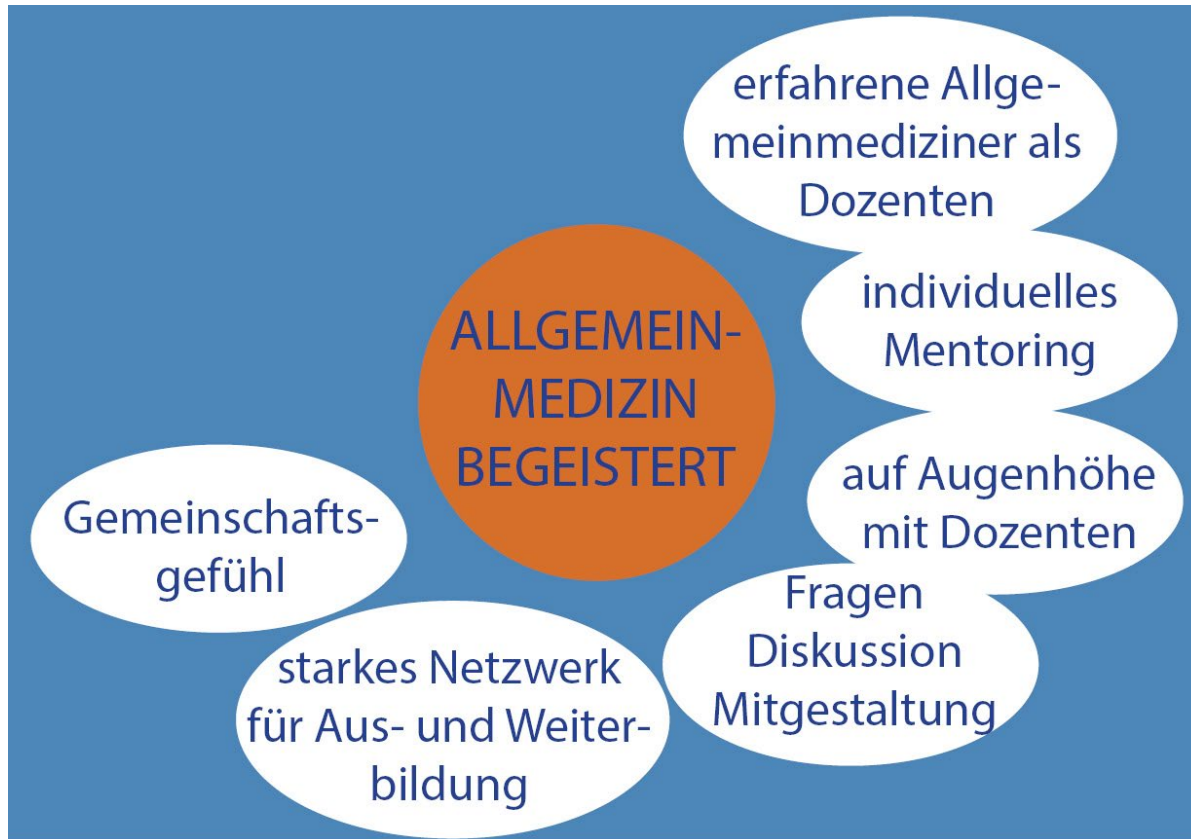 erfahrene Allge-
meinmediziner als
Dozenten
individuelles
Mentoring
ALLGEMEIN-
MEDIZIN
BEGEISTERT
auf Augenhöhe
mit Dozenten
Gemeinschafts-
gefühl
Fragen
Diskussion
Mitgestaltung
starkes Netzwerk
für Aus- und Weiter-
bildung